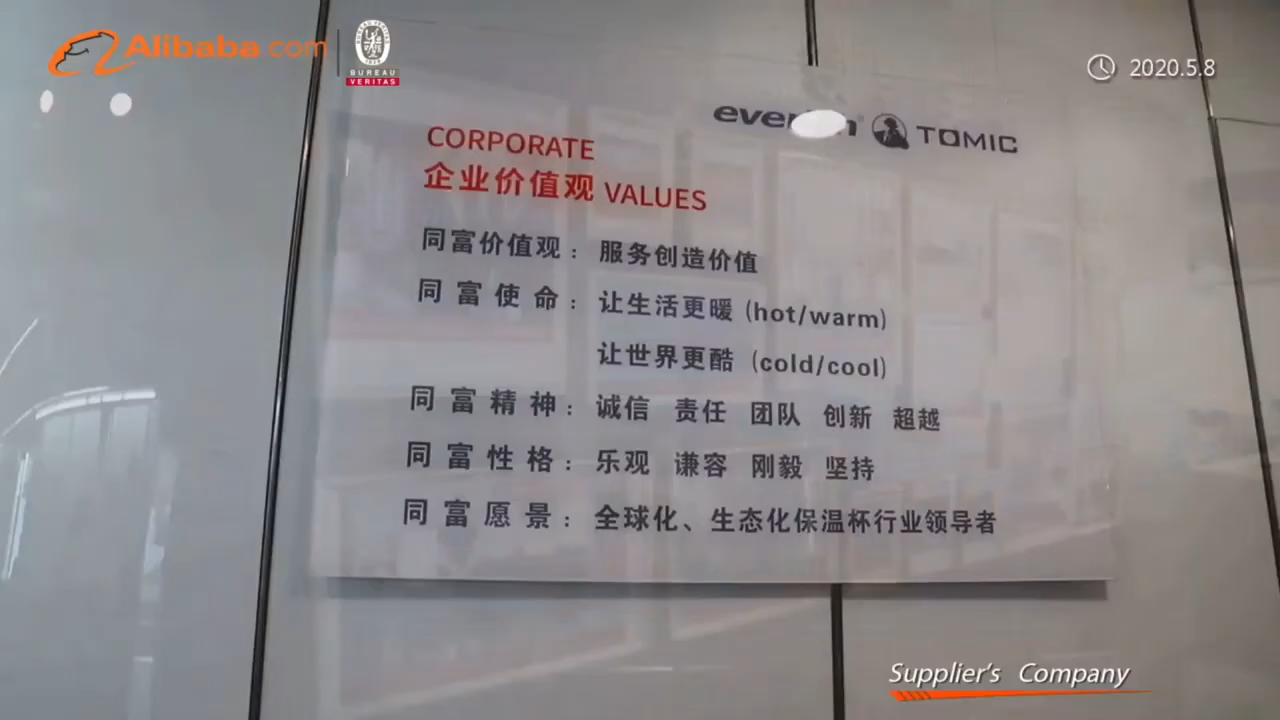 Alibaba.com
BUREAU VERITAS
1828
BUREAU
VERITAS
2020.5.8
TOMIC
CORPORATE
企业价值观 VALUES
同富价值观：服务创造价值
同富使命：让生活更暖 (hot/warm)
让世界更酷 (cold/cool)
同富精神：诚信 责任 团队 创新 超越
同富性格：乐观 谦容 刚毅 坚持
同富愿景：全球化、生态化保温杯行业领导者
Supplier's Company